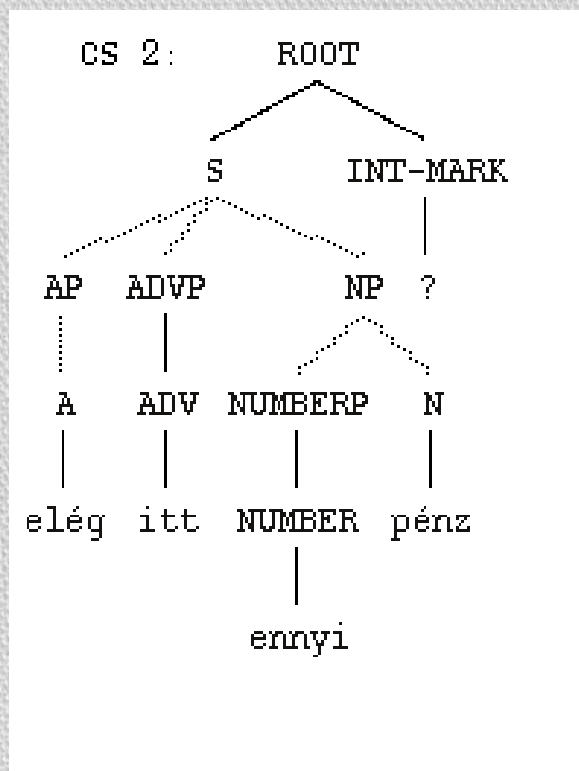 CS 2: ROOT
S INT-MARK
AP ADVP NP ?
A ADV NUMBERP N
elég itt NUMBER pénz
ennyi